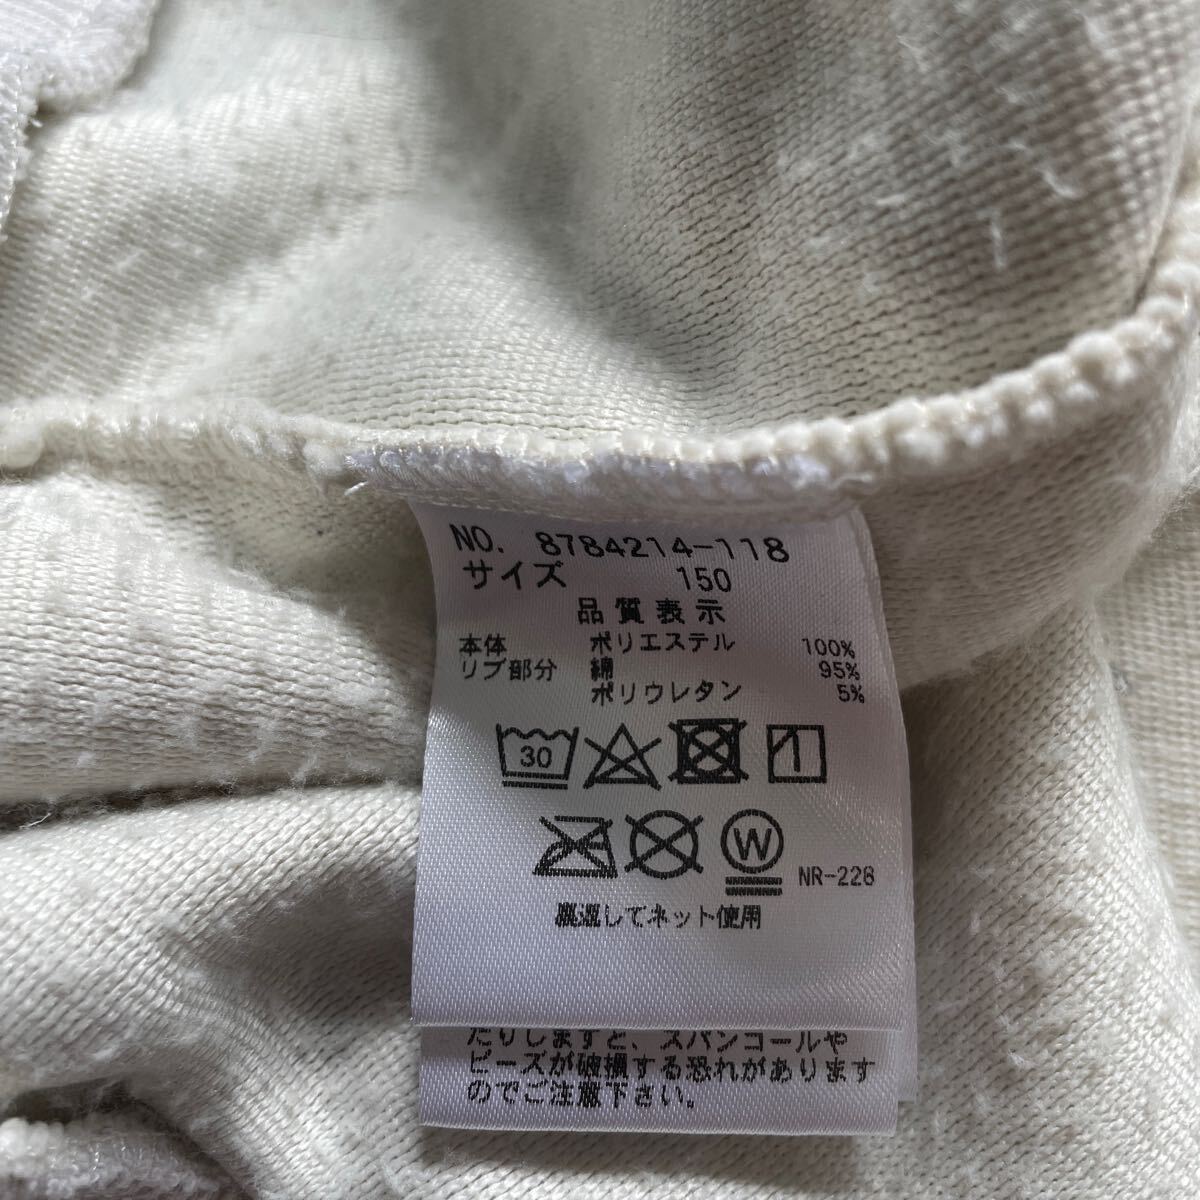 NO. 8784214-118
サイズ 150
品質表示
本体 ポリエステル 100%
リブ部分 綿 95%
ポリウレタン 5%
30
W NR-228
裏返してネット使用
たりしますと、スパンコールや
ビーズが破損する恐れがあります
のでご注意下さい。